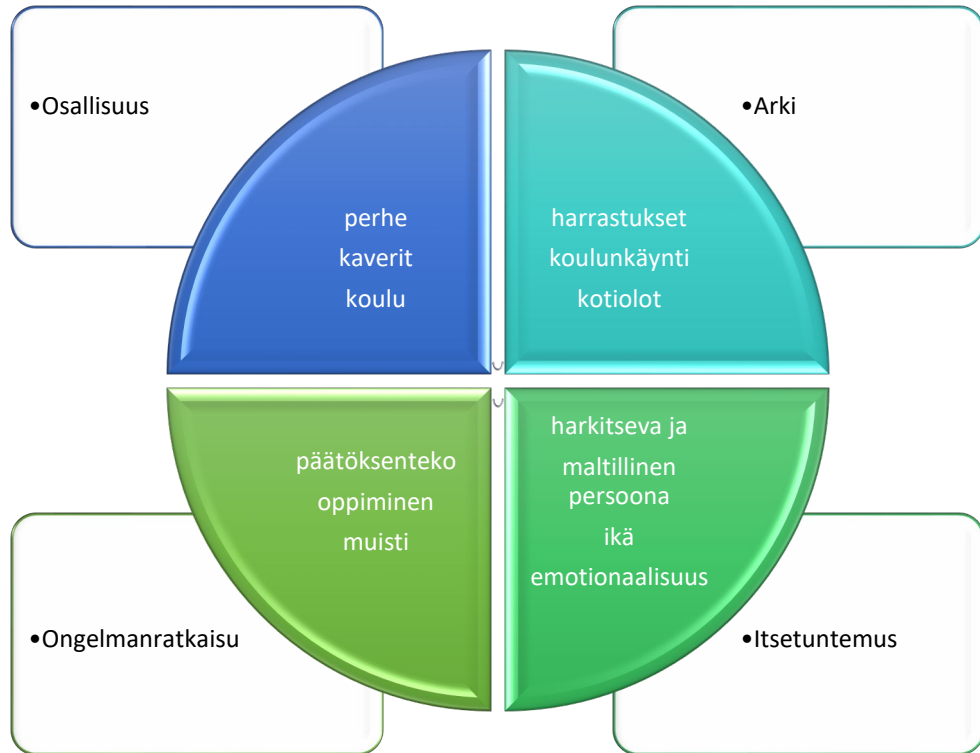 •Osallisuus
perhe
kaverit
koulu
•Arki
harrastukset
koulunkäynti
kotiolot
•Ongelmanratkaisu
päätöksenteko
oppiminen
muisti
•Itsetuntemus
harkitseva ja
maltillinen
persoona
ikä
emotionaalisuus